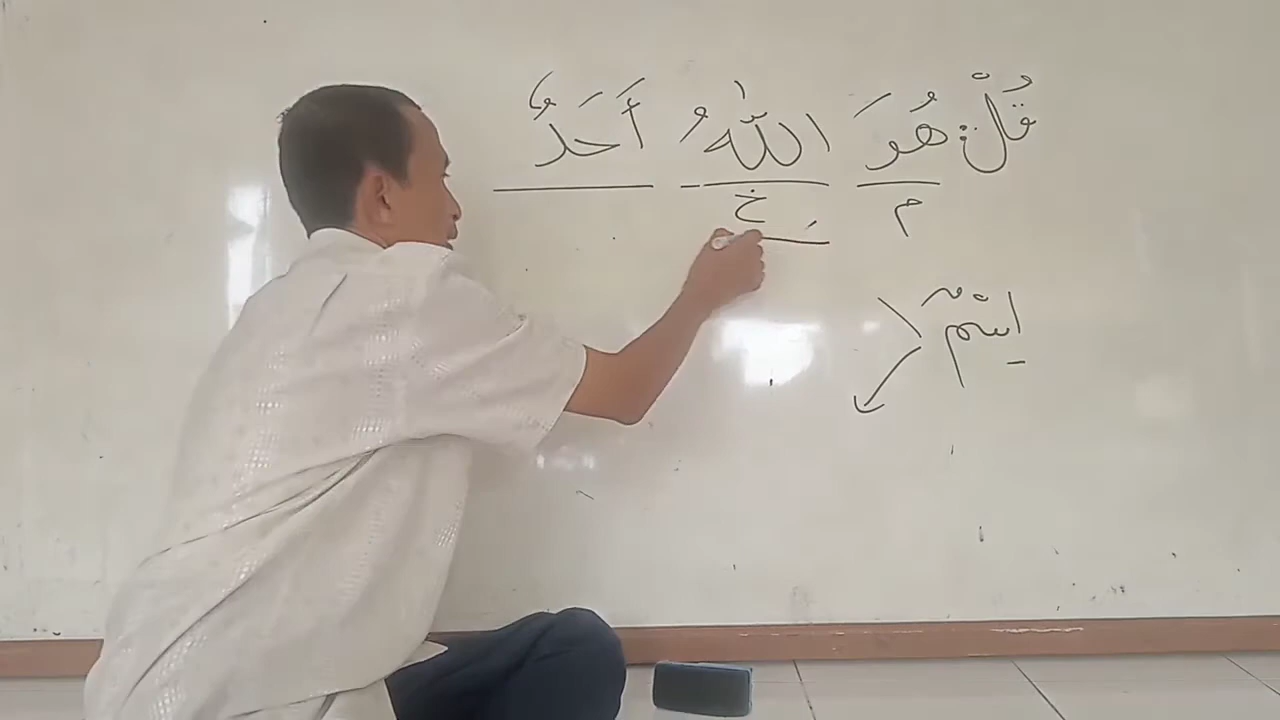 قُلْ: هُوَ اللّٰهُ أَحَدٌ
م خ
اِسْمٌ